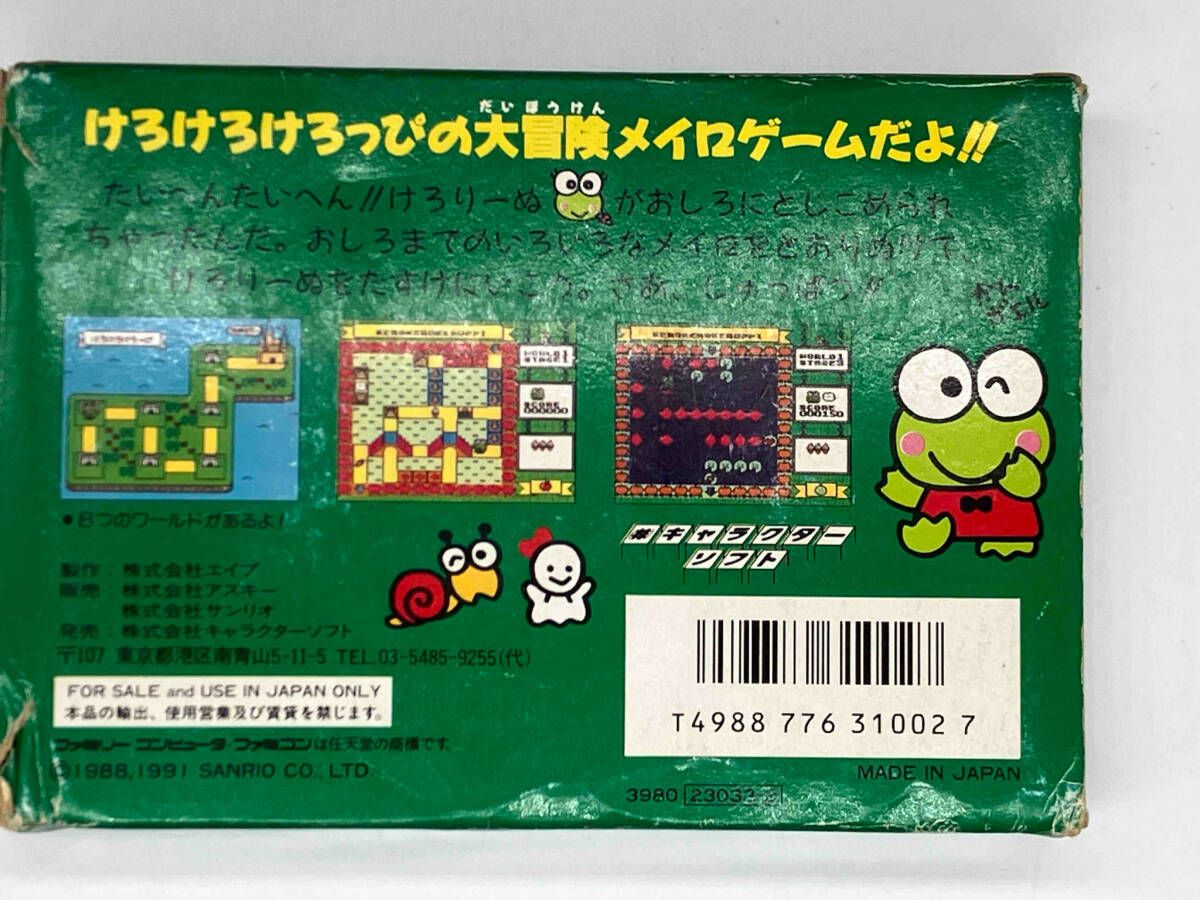 だいぼうけん
けろけろけろっぴの大冒険メイロゲームだよ!!
たいへんたいへん!!けろりーぬがおしろにとじこめられ
ちゃったんだ。おしろまでのいろいろなメイロをとおりぬけて、
けろりーぬをたすけにいこう。さあ、しゅっぱつ!!
KEROKEROKEROPPI
WORLD1
STAGE1
SCORE
000000
KEROKEROKEROPPI
WORLD1
STAGE3
SCORE
000150
●8つのワールドがあるよ!
キャラクター
ソフト
製作:株式会社エイプ
販売:株式会社アスキー
株式会社サンリオ
発売:株式会社キャラクターソフト
〒107 東京都港区南青山5-11-5 TEL.03-5485-9255(代)
FOR SALE and USE IN JAPAN ONLY
本品の輸出、使用営業及び賃貸を禁じます。
ファミリーコンピュータ・ファミコンは任天堂の商標です。
©1988,1991 SANRIO CO., LTD.
T4988 776 31002 7
MADE IN JAPAN
3980